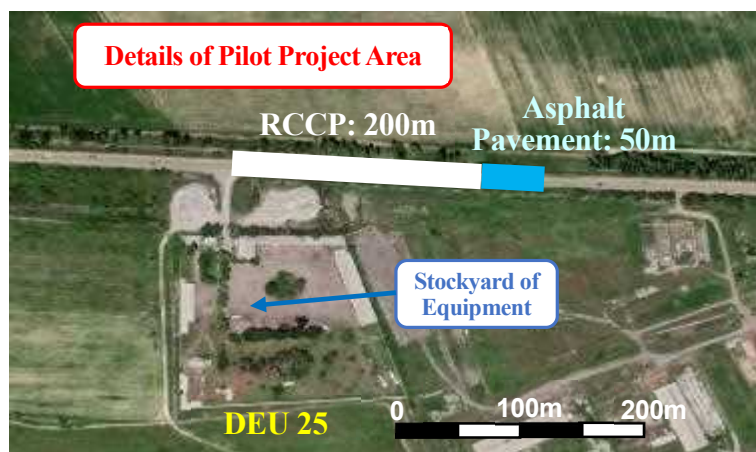 Details of Pilot Project Area
RCCP: 200m
Asphalt
Pavement: 50m
Stockyard of
Equipment
DEU 25
0 100m 200m